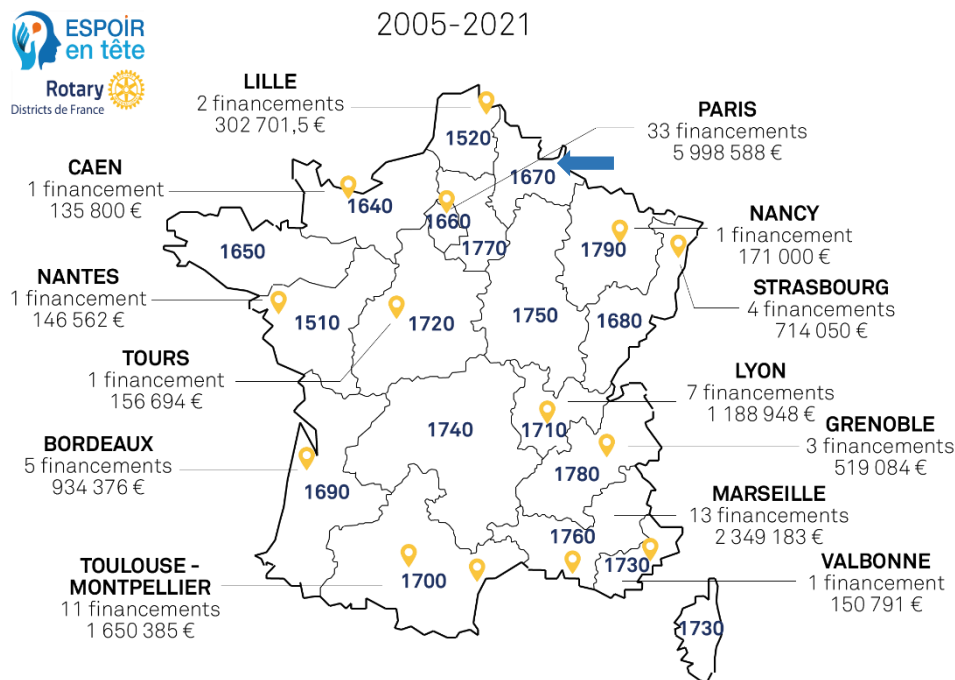 ESPOIR
en tête
Rotary
Districts de France
2005-2021
LILLE
2 financements
302 701,5 €
PARIS
33 financements
5 998 588 €
CAEN
1 financement
135 800 €
NANCY
1 financement
171 000 €
NANTES
1 financement
146 562 €
STRASBOURG
4 financements
714 050 €
TOURS
1 financement
156 694 €
LYON
7 financements
1 188 948 €
BORDEAUX
5 financements
934 376 €
GRENOBLE
3 financements
519 084 €
MARSEILLE
13 financements
2 349 183 €
TOULOUSE -
MONTPELLIER
11 financements
1 650 385 €
VALBONNE
1 financement
150 791 €
1520
1670
1640
1660
1650
1770
1790
1510
1720
1750
1680
1740
1710
1780
1690
1760
1700
1730
1730